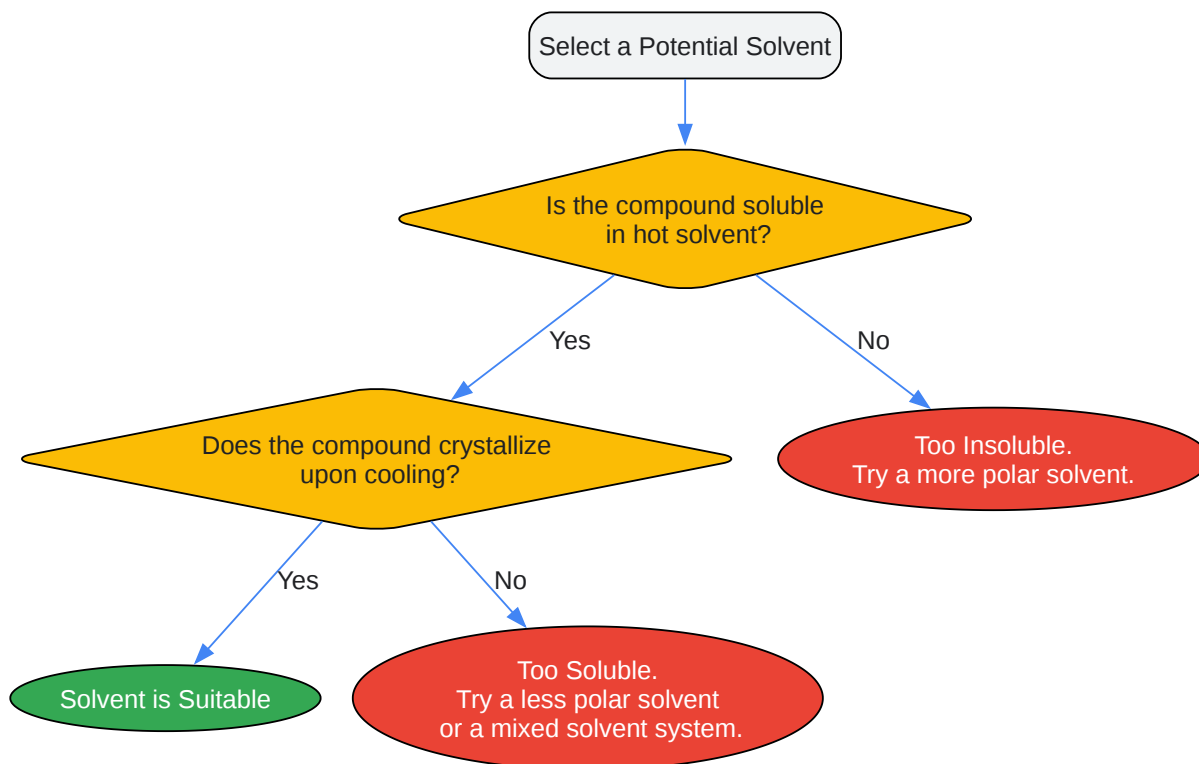 Select a Potential Solvent
Is the compound soluble
in hot solvent?
Yes
No
Does the compound crystallize
upon cooling?
Too Insoluble.
Try a more polar solvent.
Yes
No
Solvent is Suitable
Too Soluble.
Try a less polar solvent
or a mixed solvent system.